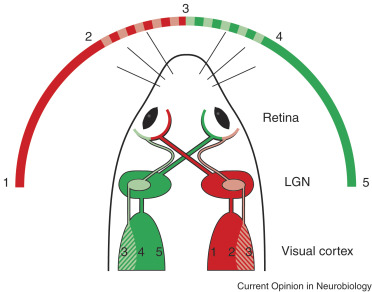 3
2
4
Retina
1
LGN
5
3 4 5
1 2 3
Visual cortex
Current Opinion in Neurobiology